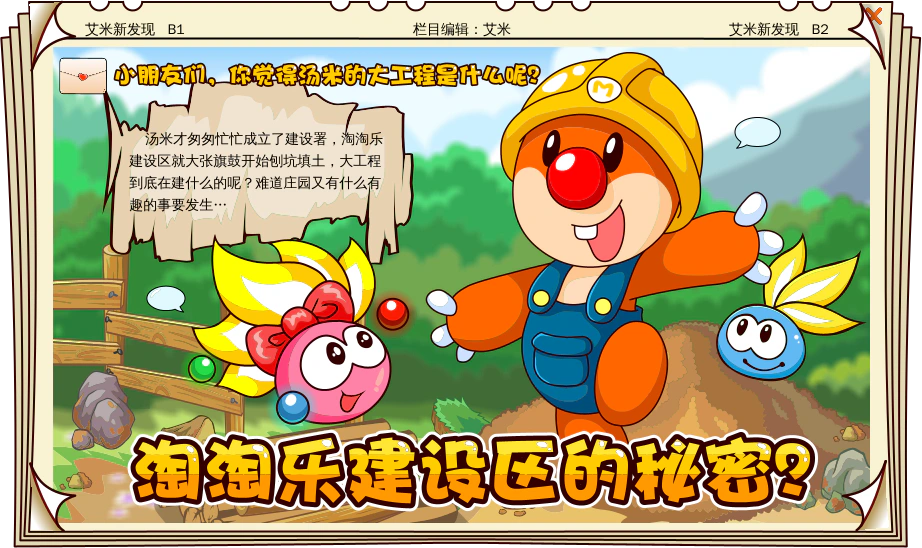 艾米新发现 B1
栏目编辑：艾米
艾米新发现 B2
小朋友们，你觉得汤米的大工程是什么呢？
汤米才匆匆忙忙成立了建设署，淘淘乐
建设区就大张旗鼓开始刨坑填土，大工程
到底在建什么的呢？难道庄园又有什么有
趣的事要发生…
M
淘淘乐建设区的秘密？